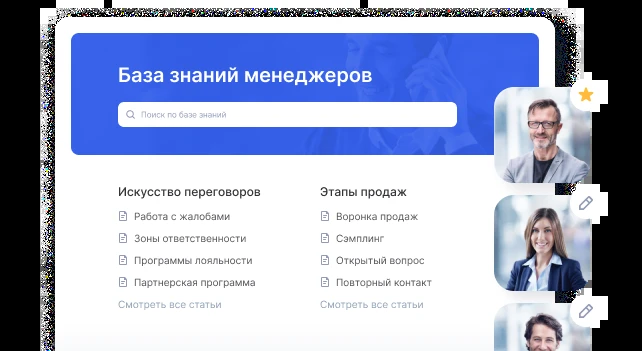 База знаний менеджеров
Поиск по базе знаний
Искусство переговоров
Работа с жалобами
Зоны ответственности
Программы лояльности
Партнерская программа
Смотреть все статьи
Этапы продаж
Воронка продаж
Сэмплинг
Открытый вопрос
Повторный контакт
Смотреть все статьи